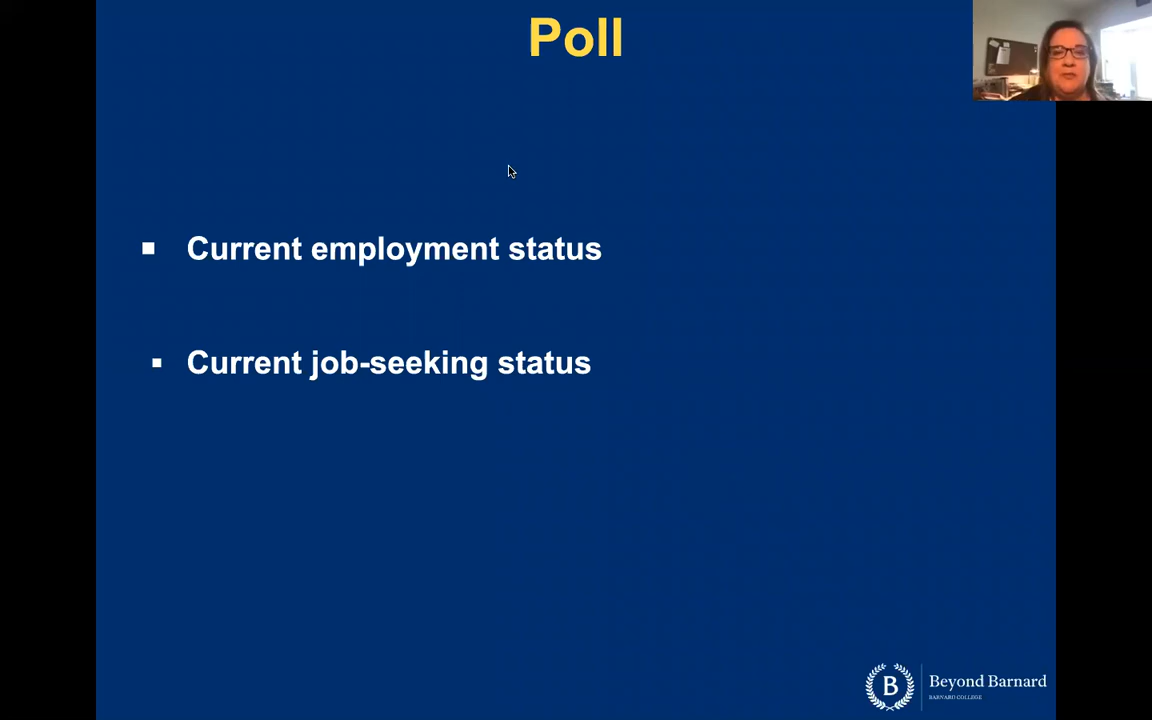 Poll
Current employment status
Current job-seeking status
B
Beyond Barnard
BARNARD COLLEGE